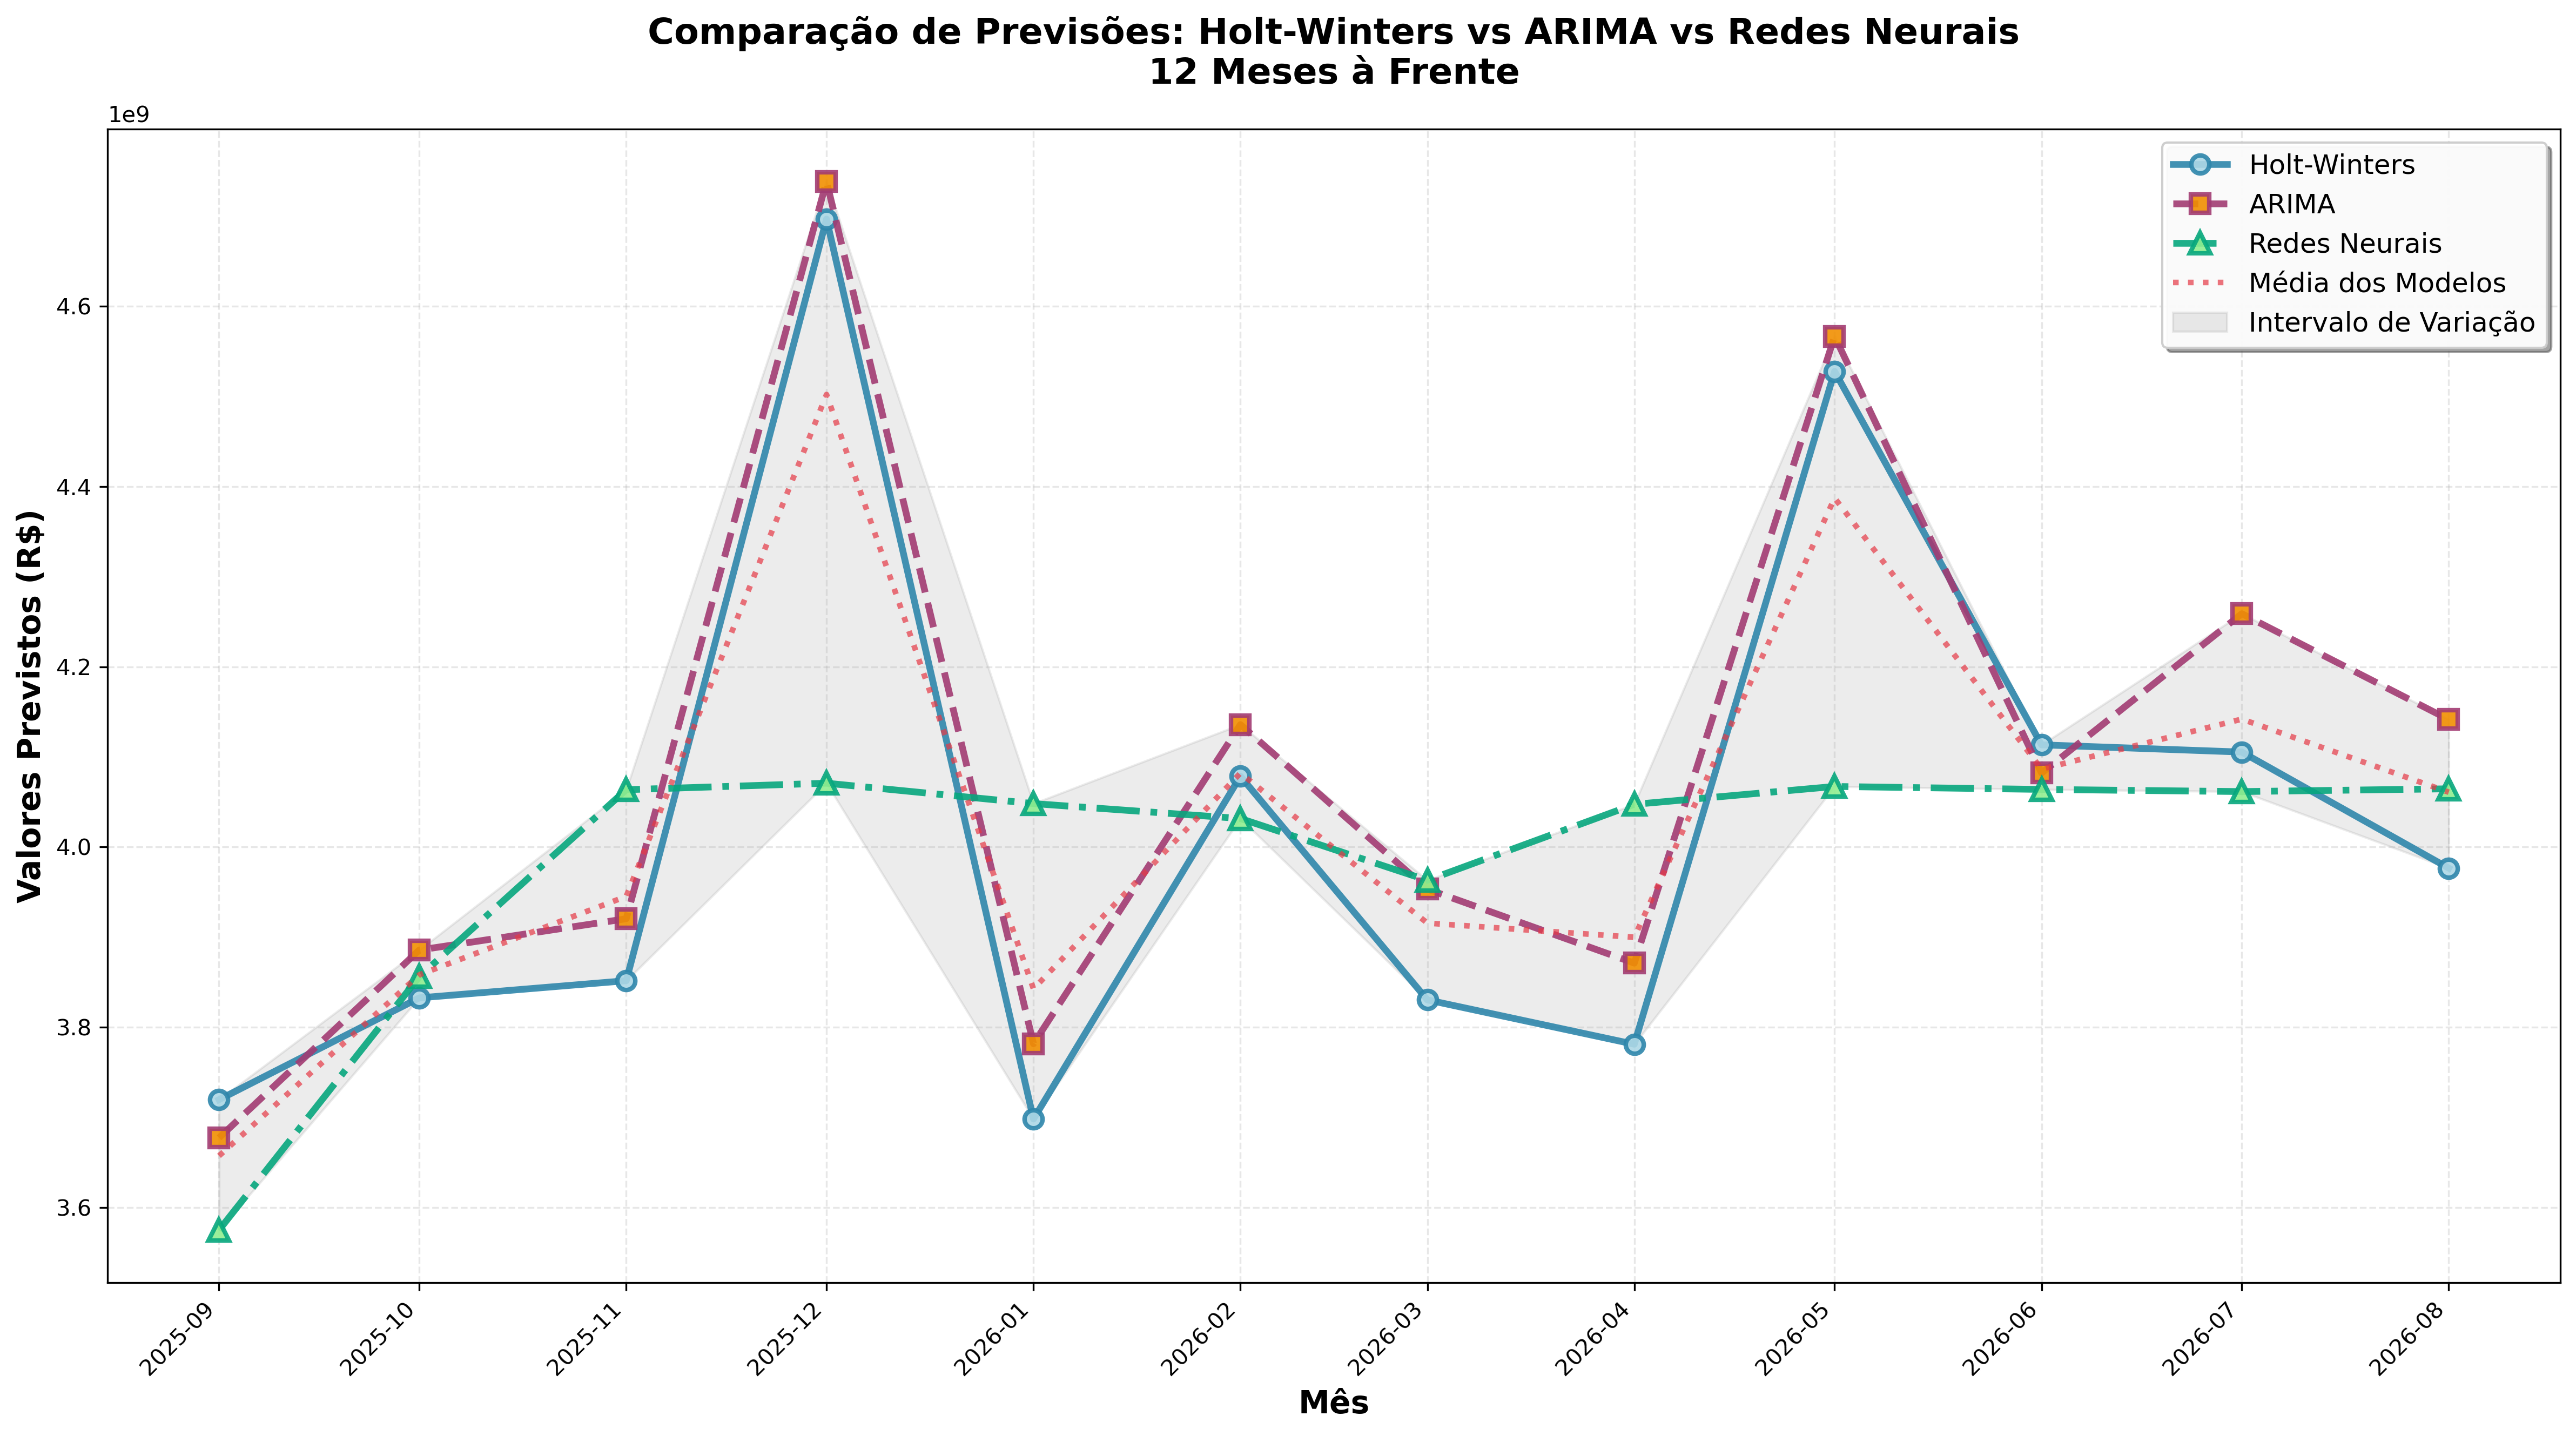 Comparação de Previsões: Holt-Winters vs ARIMA vs Redes Neurais
12 Meses à Frente
1e9
Holt-Winters
ARIMA
Redes Neurais
Média dos Modelos
Intervalo de Variação
Valores Previstos (R$)
4.6
4.4
4.2
4.0
3.8
3.6
2025-09
2025-10
2025-11
2025-12
2026-01
2026-02
2026-03
2026-04
2026-05
2026-06
2026-07
2026-08
Mês